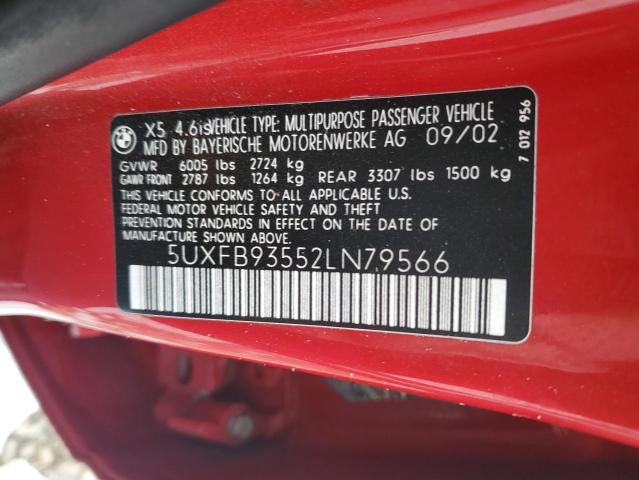 X5 4.6is VEHICLE TYPE: MULTIPURPOSE PASSENGER VEHICLE
MFD BY BAYERISCHE MOTORENWERKE AG 09/02
GVWR 6005 lbs 2724 kg
GAWR FRONT 2787 lbs 1264 kg REAR 3307 lbs 1500 kg
THIS VEHICLE CONFORMS TO ALL APPLICABLE U.S.
FEDERAL MOTOR VEHICLE SAFETY AND THEFT
PREVENTION STANDARDS IN EFFECT ON THE DATE OF
MANUFACTURE SHOWN ABOVE.
5UXFB93552LN79566
7 012 956